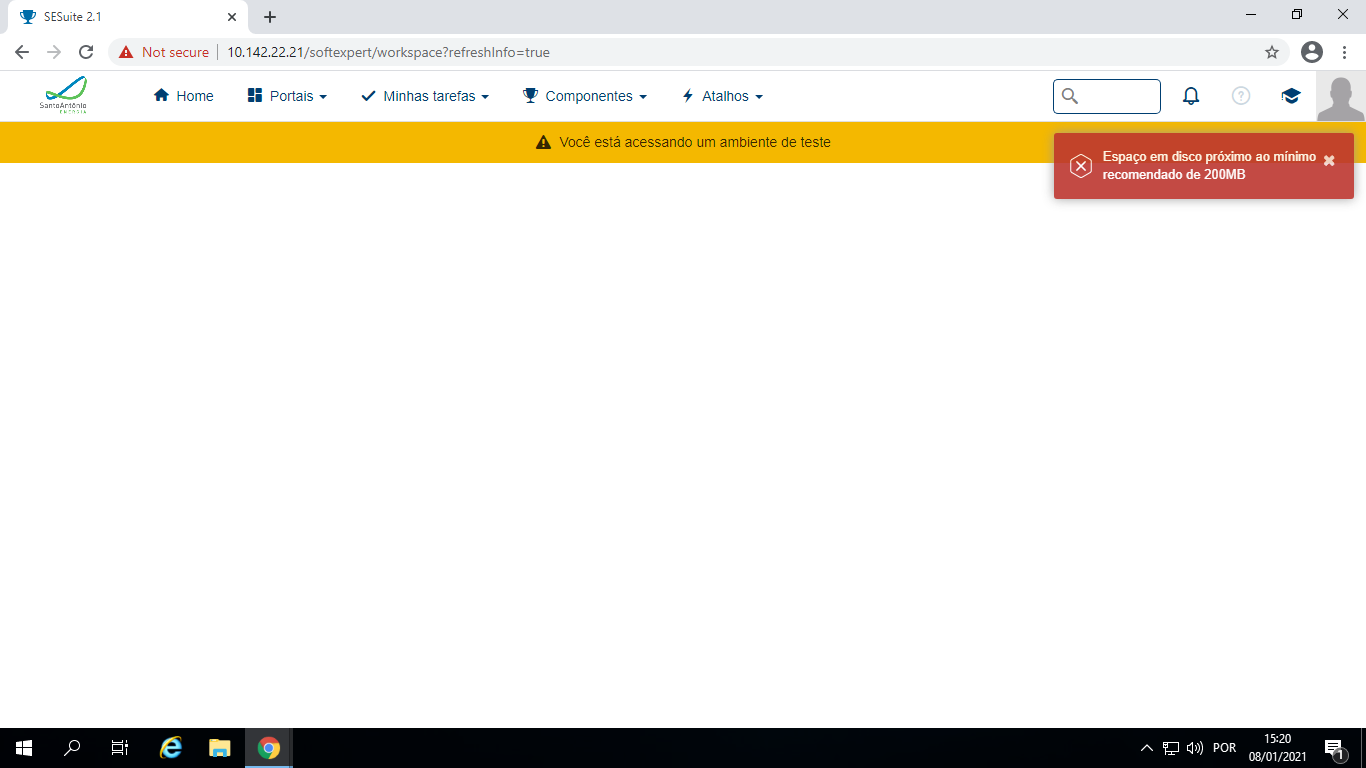 SESuite 2.1
Not secure
10.142.22.21/softexpert/workspace?refreshInfo=true
SantoAntônio
ENERGIA
Home
Portais
Minhas tarefas
Componentes
Atalhos
Você está acessando um ambiente de teste
Espaço em disco próximo ao mínimo
recomendado de 200MB
POR
15:20
08/01/2021
1